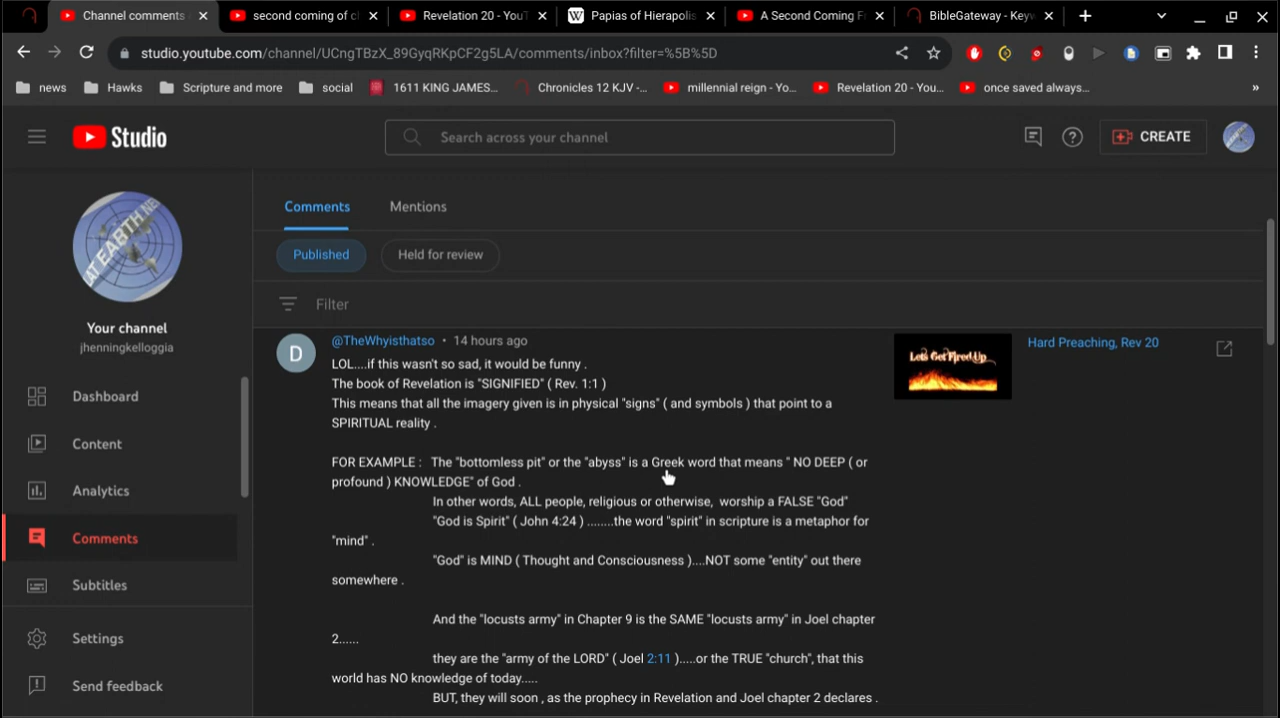 Channel comments
second coming of c
Revelation 20 - YouT
Papias of Hierapolis
A Second Coming F
BibleGateway - Keyw
studio.youtube.com/channel/UCngTBzX_89GyqRKpCF2g5LA/comments/inbox?filter=%5B%5D
news
Hawks
Scripture and more
social
1611 KING JAMES...
Chronicles 12 KJV -...
millennial reign - Yo...
Revelation 20 - You...
once saved always...
»
Studio
Search across your channel
CREATE
AT EARTH NE
Your channel
jhenningkelloggia
Dashboard
Content
Analytics
Comments
Subtitles
Settings
Send feedback
Comments
Mentions
Published
Held for review
Filter
D
@TheWhyisthatso • 14 hours ago
LOL....if this wasn't so sad, it would be funny .
The book of Revelation is "SIGNIFIED" ( Rev. 1:1 )
This means that all the imagery given is in physical "signs" ( and symbols ) that point to a
SPIRITUAL reality .
FOR EXAMPLE : The "bottomless pit" or the "abyss" is a Greek word that means " NO DEEP ( or
profound ) KNOWLEDGE" of God .
In other words, ALL people, religious or otherwise, worship a FALSE "God"
"God is Spirit" ( John 4:24 ) ........the word "spirit" in scripture is a metaphor for
"mind" .
"God" is MIND ( Thought and Consciousness )....NOT some "entity" out there
somewhere .
And the "locusts army" in Chapter 9 is the SAME "locusts army" in Joel chapter
2.....
they are the "army of the LORD" ( Joel 2:11 ).....or the TRUE "church", that this
world has NO knowledge of today.....
BUT, they will soon , as the prophecy in Revelation and Joel chapter 2 declares .
Lets Get Fired Up
Hard Preaching, Rev 20